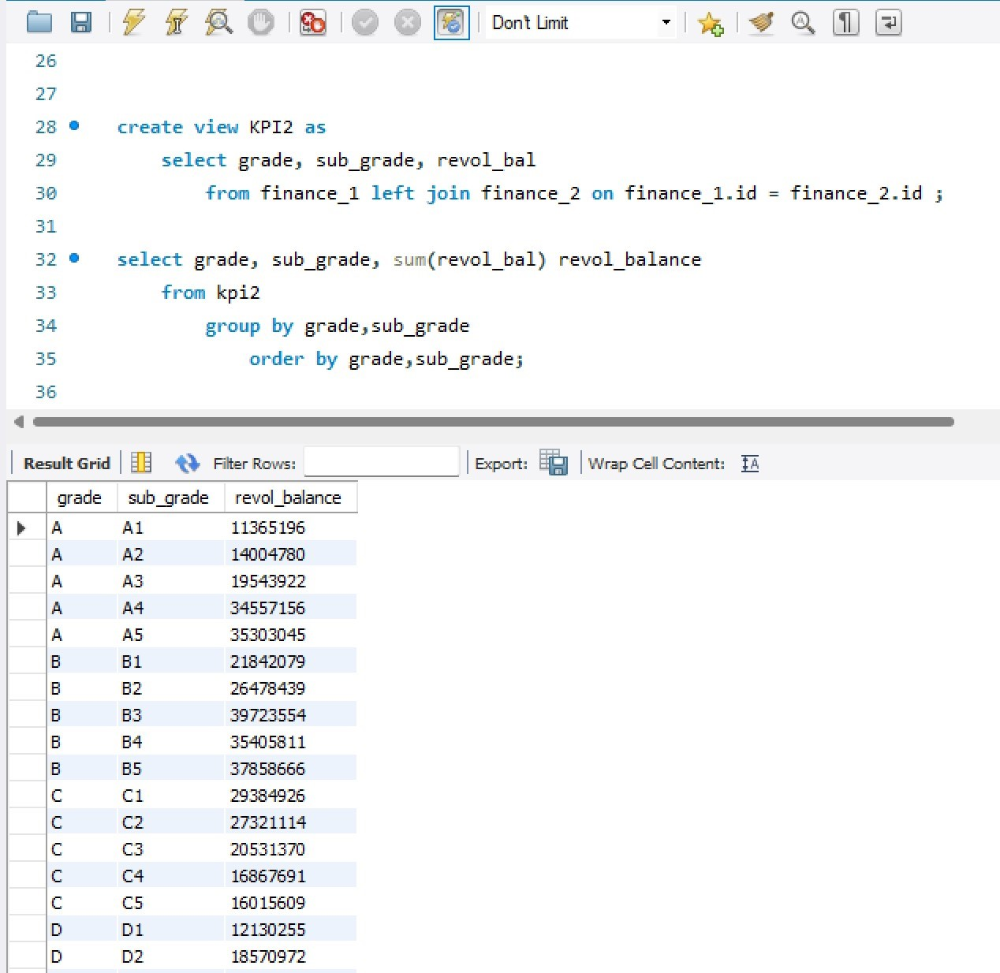 Don't Limit
26
27
28 create view KPI2 as
29 select grade, sub_grade, revol_bal
30 from finance_1 left join finance_2 on finance_1.id = finance_2.id ;
31
32 select grade, sub_grade, sum(revol_bal) revol_balance
33 from kpi2
34 group by grade,sub_grade
35 order by grade,sub_grade;
36
Result Grid Filter Rows: Export: Wrap Cell Content: IA
grade sub_grade revol_balance
A A1 11365196
A A2 14004780
A A3 19543922
A A4 34557156
A A5 35303045
B B1 21842079
B B2 26478439
B B3 39723554
B B4 35405811
B B5 37858666
C C1 29384926
C C2 27321114
C C3 20531370
C C4 16867691
C C5 16015609
D D1 12130255
D D2 18570972